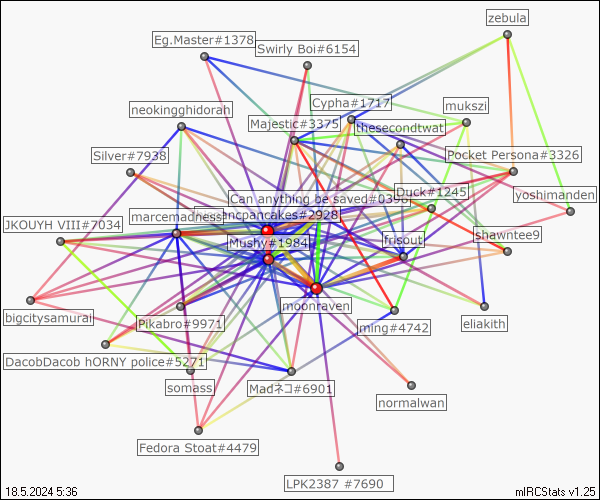 zebula
Eg.Master#1378
Swirly Boi#6154
Cypha#1717
mukszi
neokingghidorah
Majestic#3375
thesecondtwat
Silver#7938
Pocket Persona#3326
Can anything be saved#0398
Duck#1245
yoshimanden
marcemadness
ancpancakes#2928
JKOUYH VIII#7034
shawntee9
Mushy#1984
frisout
moonraven
bigcitysamurai
Pikabro#9971
ming#4742
eliakith
DacobDacob hORNY police#5271
somass
Madネコ#6901
normalwan
Fedora Stoat#4479
LPK2387 #7690
18.5.2024 5:36
mIRCStats v1.25